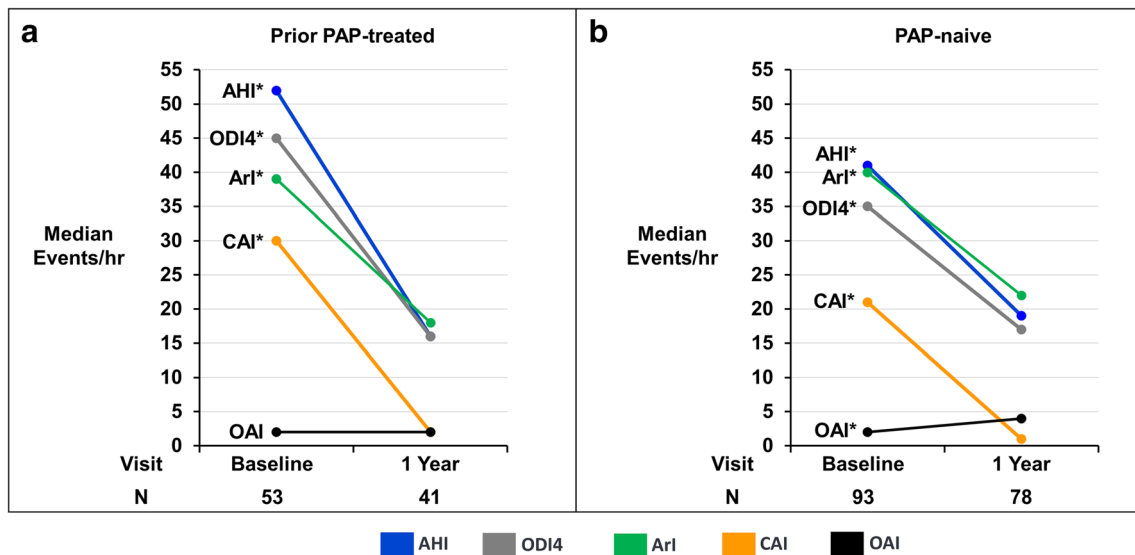 a
Prior PAP-treated
55
50
45
40
35
30
25
20
15
10
5
0
Median
Events/hr
AHI*
ODI4*
ArI*
CAI*
OAI
Visit Baseline 1 Year
N 53 41
b
PAP-naive
55
50
45
40
35
30
25
20
15
10
5
0
Median
Events/hr
AHI*
ArI*
ODI4*
CAI*
OAI*
Visit Baseline 1 Year
N 93 78
AHI ODI4 ArI CAI OAI